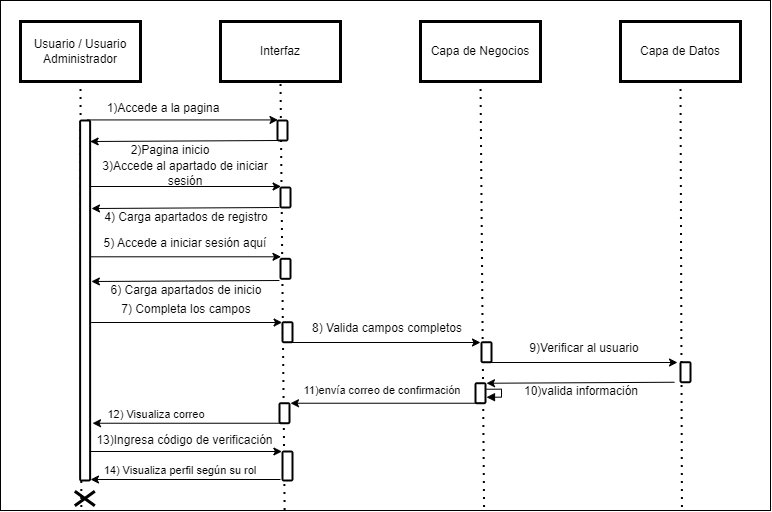 Usuario / Usuario
Administrador
Interfaz
Capa de Negocios
Capa de Datos
1)Accede a la pagina
2)Pagina inicio
3)Accede al apartado de iniciar
sesión
4) Carga apartados de registro
5) Accede a iniciar sesión aquí
6) Carga apartados de inicio
7) Completa los campos
8) Valida campos completos
9)Verificar al usuario
10)valida información
11)envía correo de confirmación
12) Visualiza correo
13)Ingresa código de verificación
14) Visualiza perfil según su rol